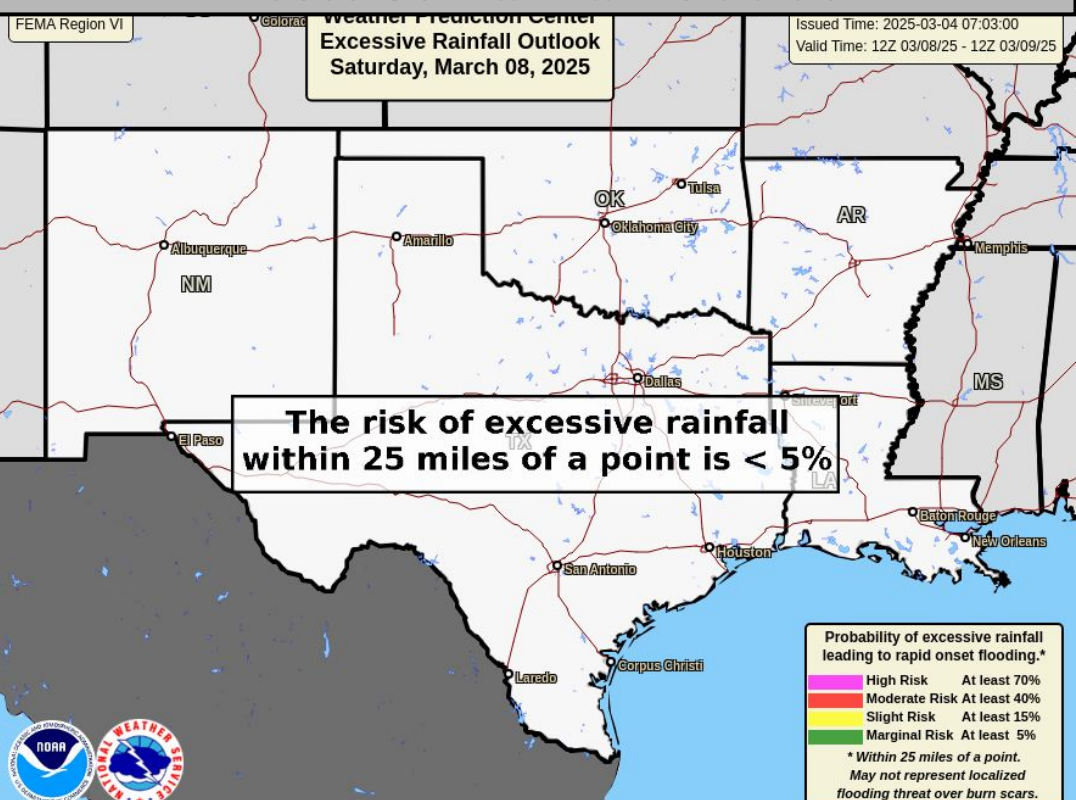 FEMA Region VI
Weather Prediction Center
Excessive Rainfall Outlook
Saturday, March 08, 2025
Issued Time: 2025-03-04 07:03:00
Valid Time: 12Z 03/08/25 - 12Z 03/09/25
Colorad
Tulsa
OK
Oklahoma City
AR
Albuquerque
Amarillo
Memphis
NM
Dallas
MS
Shreveport
The risk of excessive rainfall
within 25 miles of a point is < 5%
El Paso
TX
LA
Baton Rouge
New Orleans
Houston
San Antonio
Corpus Christi
Laredo
Probability of excessive rainfall
leading to rapid onset flooding.*
High Risk At least 70%
Moderate Risk At least 40%
Slight Risk At least 15%
Marginal Risk At least 5%
* Within 25 miles of a point.
May not represent localized
flooding threat over burn scars.
NOAA
NATIONAL WEATHER SERVICE